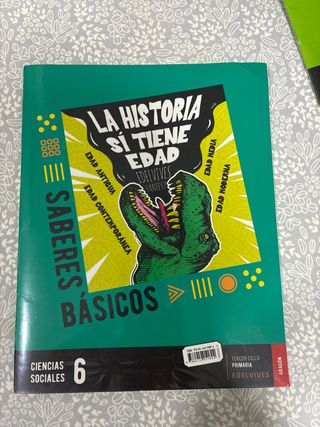 LA HISTORIA
SÍ TIENE
EDAD
EDELVIVES
EDAD ANTIGUA
EDAD MEDIA
EDAD CONTEMPORÁNEA
EDAD MODERNA
SABERES BÁSICOS
CIENCIAS
SOCIALES
6
TERCER CICLO
PRIMARIA
EDELVIVES
ARAGÓN